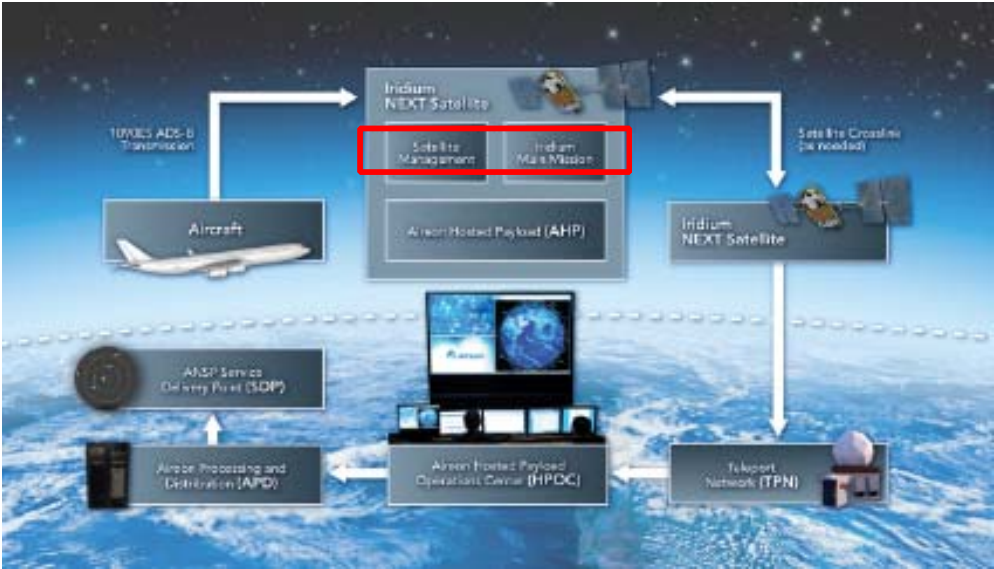 Iridium
NEXT Satellite
1090ES ADS-B
Transmission
Satellite
Management
Iridium
Main Mission
Satellite Crosslink
(as needed)
Aircraft
Aireon Hosted Payload (AHP)
Iridium
NEXT Satellite
Aireon
ANSP Service
Delivery Point (SDP)
Aireon Processing and
Distribution (APD)
Aireon Hosted Payload
Operations Center (HPOC)
Teleport
Network (TPN)